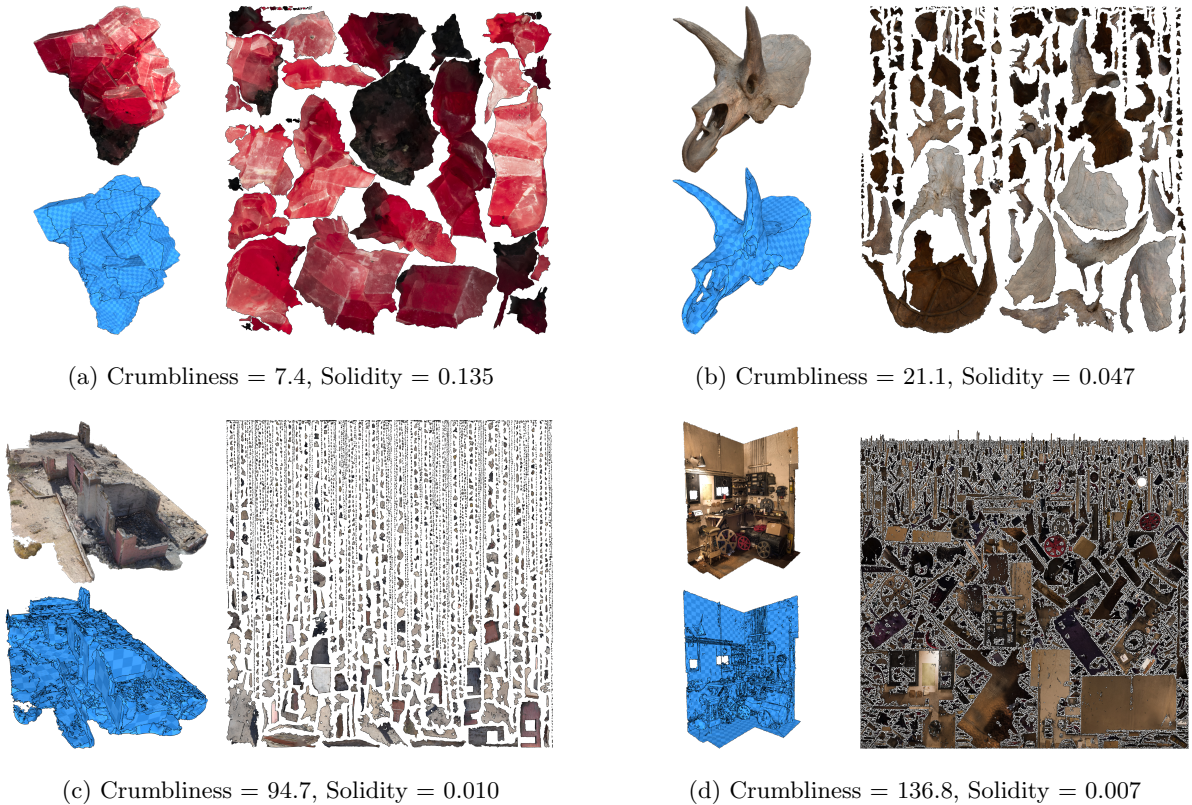 (a) Crumbliness = 7.4, Solidity = 0.135
(b) Crumbliness = 21.1, Solidity = 0.047
(c) Crumbliness = 94.7, Solidity = 0.010
(d) Crumbliness = 136.8, Solidity = 0.007